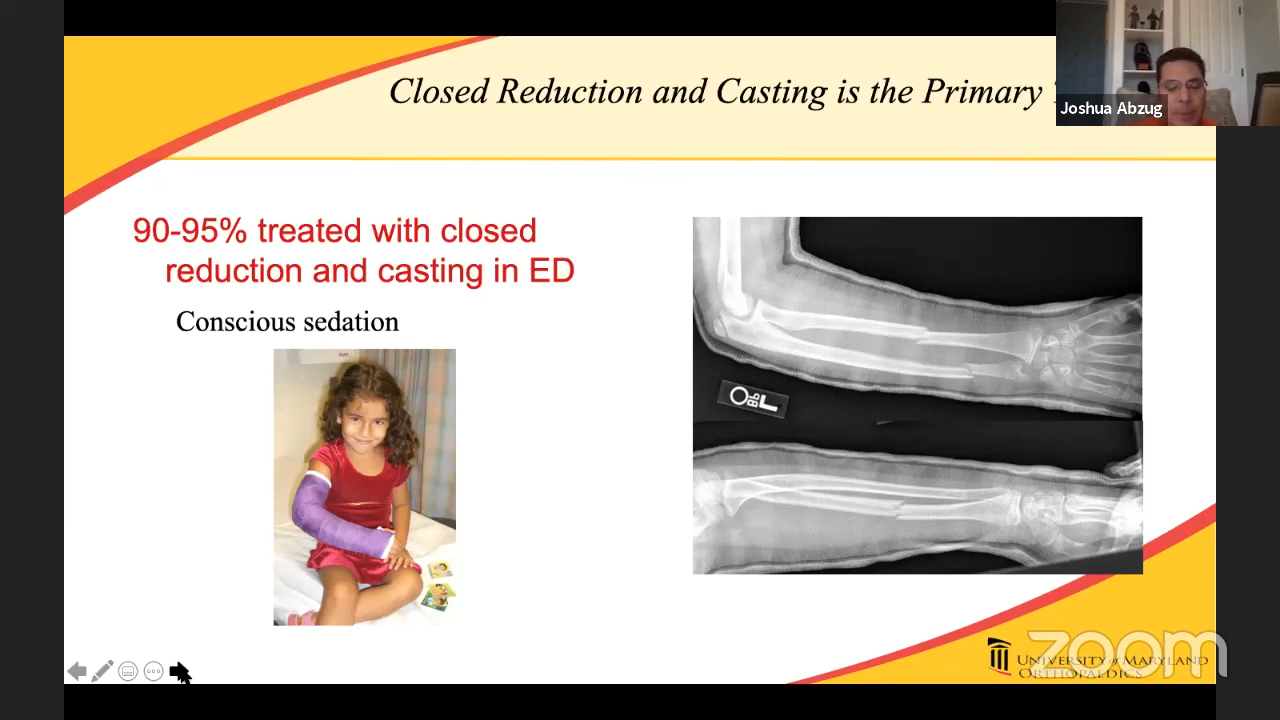 Closed Reduction and Casting is the Primary
Joshua Abzug
90-95% treated with closed
reduction and casting in ED
Conscious sedation
L
UNIVERSITY of MARYLAND
ORTHOPAEDICS
zoom